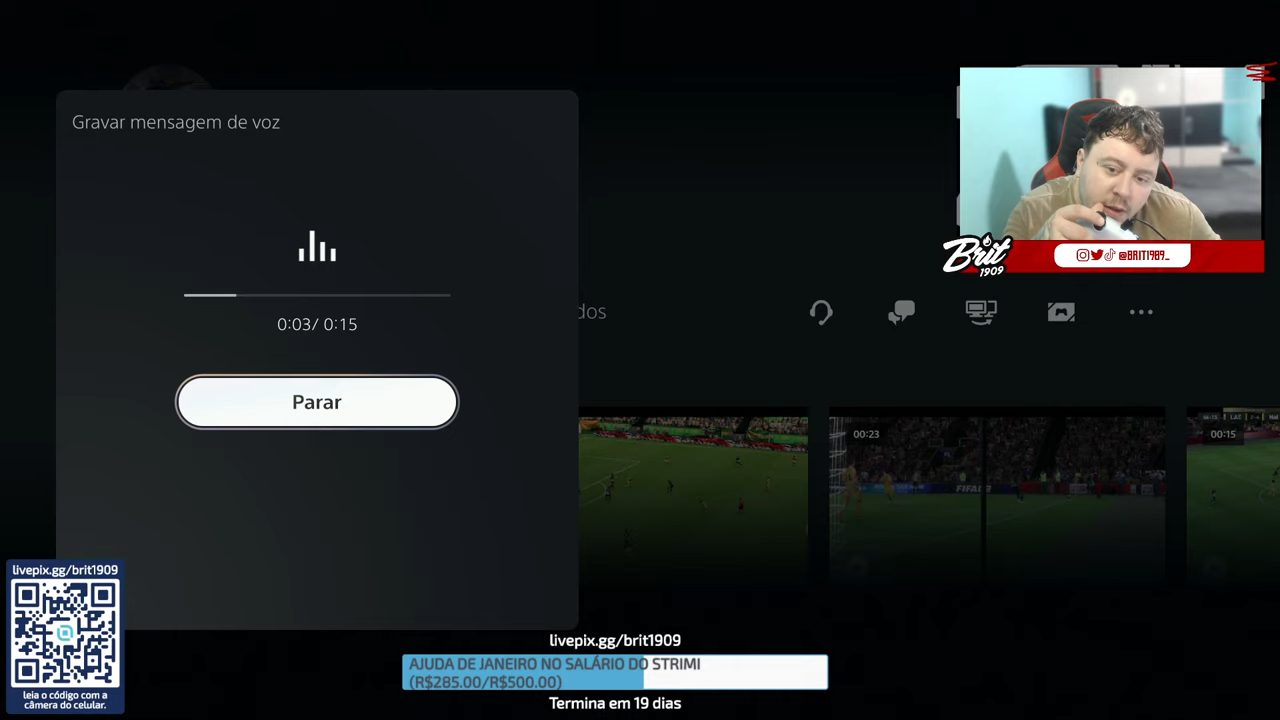 Gravar mensagem de voz
0:03/ 0:15
Parar
dos
Brit
1909
@BRIT1909_
00:23
FIFA23
00:15
livepix.gg/brit1909
leia o código com a
câmera do celular.
livepix.gg/brit1909
AJUDA DE JANEIRO NO SALÁRIO DO STRIMI
(R$285.00/R$500.00)
Termina em 19 dias